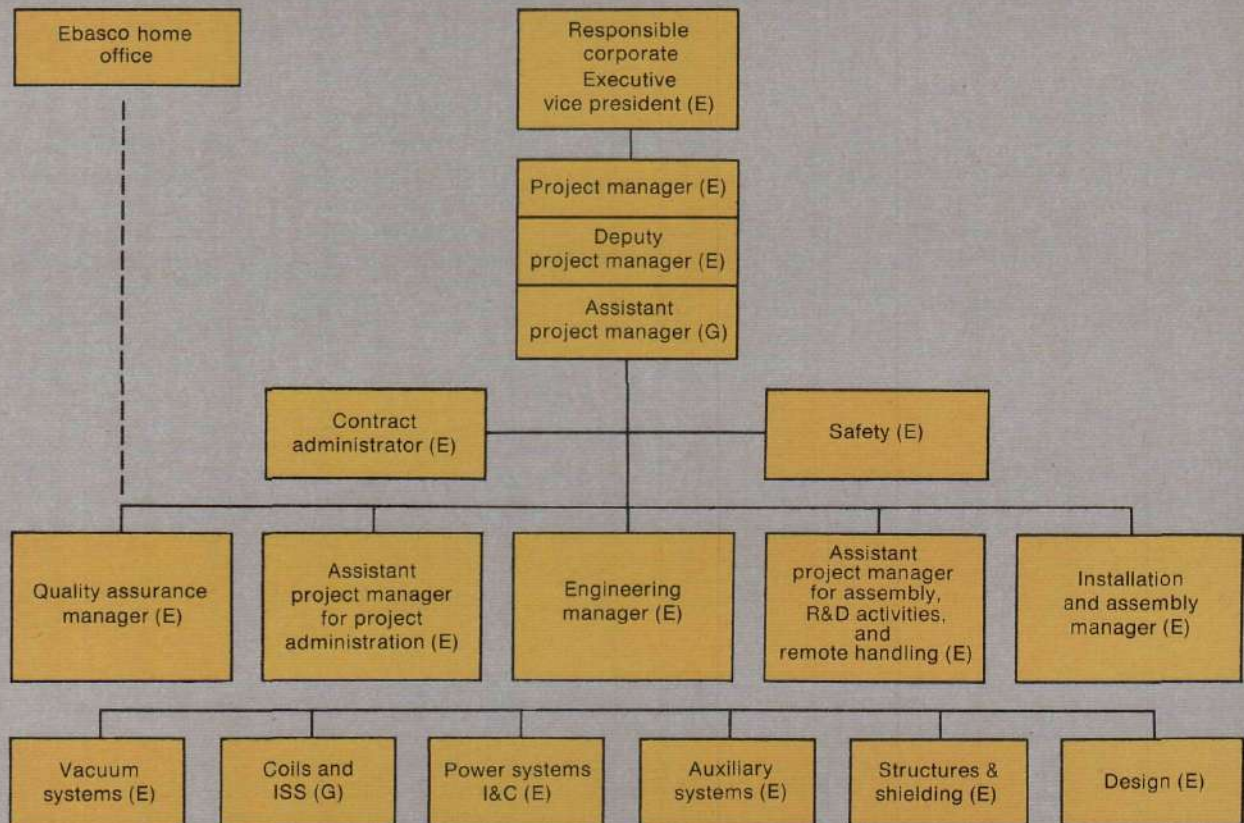 Ebasco home
office
Responsible
corporate
Executive
vice president (E)
Project manager (E)
Deputy
project manager (E)
Assistant
project manager (G)
Contract
administrator (E)
Safety (E)
Quality assurance
manager (E)
Assistant
project manager
for project
administration (E)
Engineering
manager (E)
Assistant
project manager
for assembly,
R&D activities,
and
remote handling (E)
Installation
and assembly
manager (E)
Vacuum
systems (E)
Coils and
ISS (G)
Power systems
I&C (E)
Auxiliary
systems (E)
Structures &
shielding (E)
Design (E)